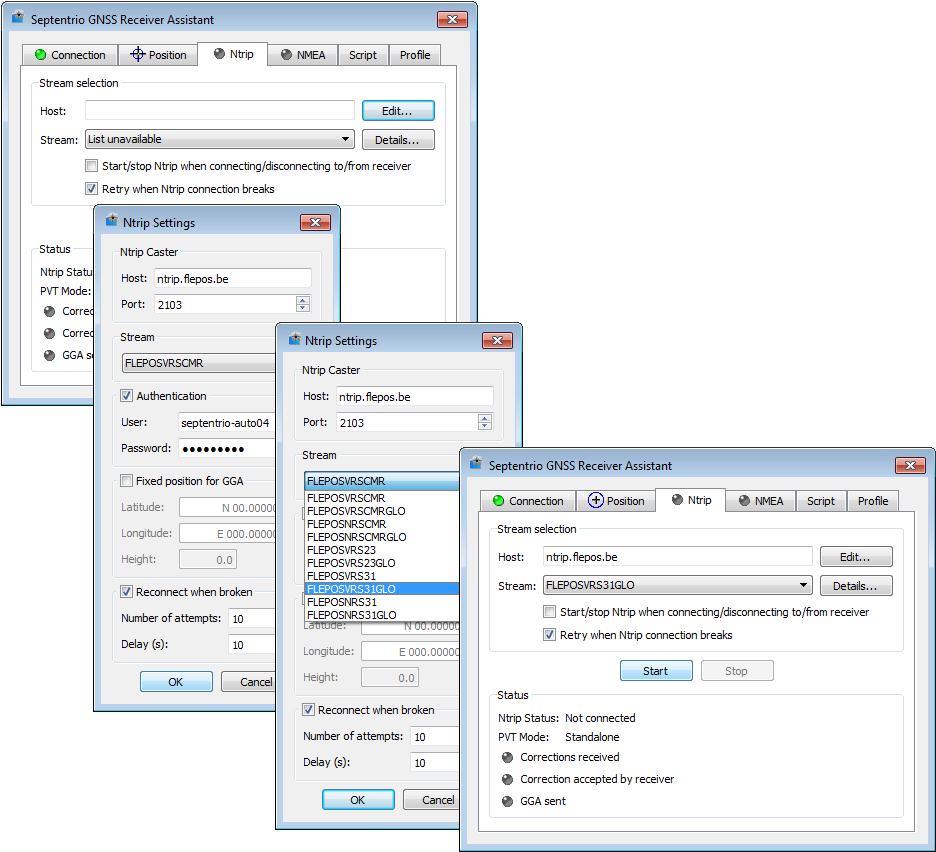 Septentrio GNSS Receiver Assistant
Connection Position Ntrip NMEA Script Profile
Stream selection
Host: Edit...
Stream: List unavailable Details...
Start/stop Ntrip when connecting/disconnecting to/from receiver
Retry when Ntrip connection breaks
Status
Ntrip Statu
PVT Mode:
Correc
Correc
GGA se
Ntrip Settings
Ntrip Caster
Host: ntrip.flepos.be
Port: 2103
Stream
FLEPOSVRSCMR
Authentication
User: septentrio-auto04
Password: ●●●●●●●●●
Fixed position for GGA
Latitude: N 00.00000
Longitude: E 000.00000
Height: 0.0
Reconnect when broken
Number of attempts: 10
Delay (s): 10
OK Cancel
Ntrip Settings
Ntrip Caster
Host: ntrip.flepos.be
Port: 2103
Stream
FLEPOSVRSCMR
FLEPOSVRSCMR
FLEPOSVRSCMRGLO
FLEPOSNRSCMR
FLEPOSNRSCMRGLO
FLEPOSVRS23
FLEPOSVRS23GLO
FLEPOSVRS31
FLEPOSVRS31GLO
FLEPOSNRS31
FLEPOSNRS31GLO
Latitude: N 00.00000
Longitude: E 000.00000
Height: 0.0
Reconnect when broken
Number of attempts: 10
Delay (s): 10
OK Cancel
Septentrio GNSS Receiver Assistant
Connection Position Ntrip NMEA Script Profile
Stream selection
Host: ntrip.flepos.be Edit...
Stream: FLEPOSVRS31GLO Details...
Start/stop Ntrip when connecting/disconnecting to/from receiver
Retry when Ntrip connection breaks
Start Stop
Status
Ntrip Status: Not connected
PVT Mode: Standalone
Corrections received
Correction accepted by receiver
GGA sent